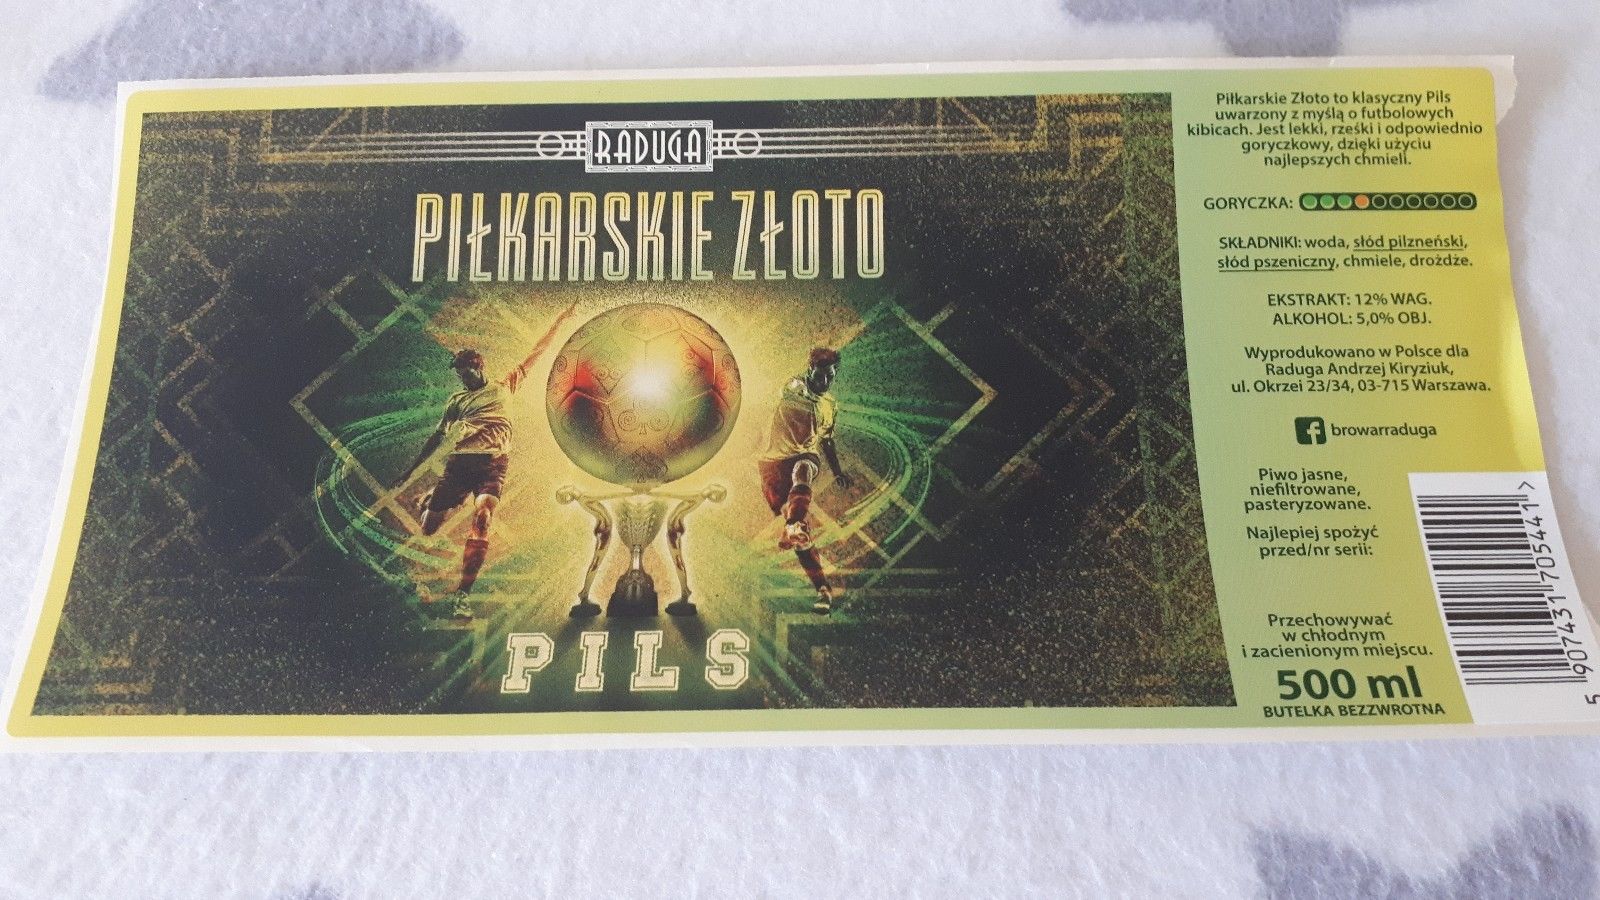 RADUGA
PIŁKARSKIE ZŁOTO
PILS
Piłkarskie Złoto to klasyczny Pils
uwarzony z myślą o futbolowych
kibicach. Jest lekki, rześki i odpowiednio
goryczkowy, dzięki użyciu
najlepszych chmieli.
GORYCZKA:
SKŁADNIKI: woda, słód pilzneński,
słód pszeniczny, chmiele, drożdże.
EKSTRAKT: 12% WAG.
ALKOHOL: 5,0% OBJ.
Wyprodukowano w Polsce dla
Raduga Andrzej Kiryziuk,
ul. Okrzei 23/34, 03-715 Warszawa.
f browarraduga
Piwo jasne,
niefiltrowane,
pasteryzowane.
Najlepiej spożyć
przed/nr serii:
Przechowywać
w chłodnym
i zacienionym miejscu.
500 ml
BUTELKA BEZZWROTNA
5 907431 705441 >